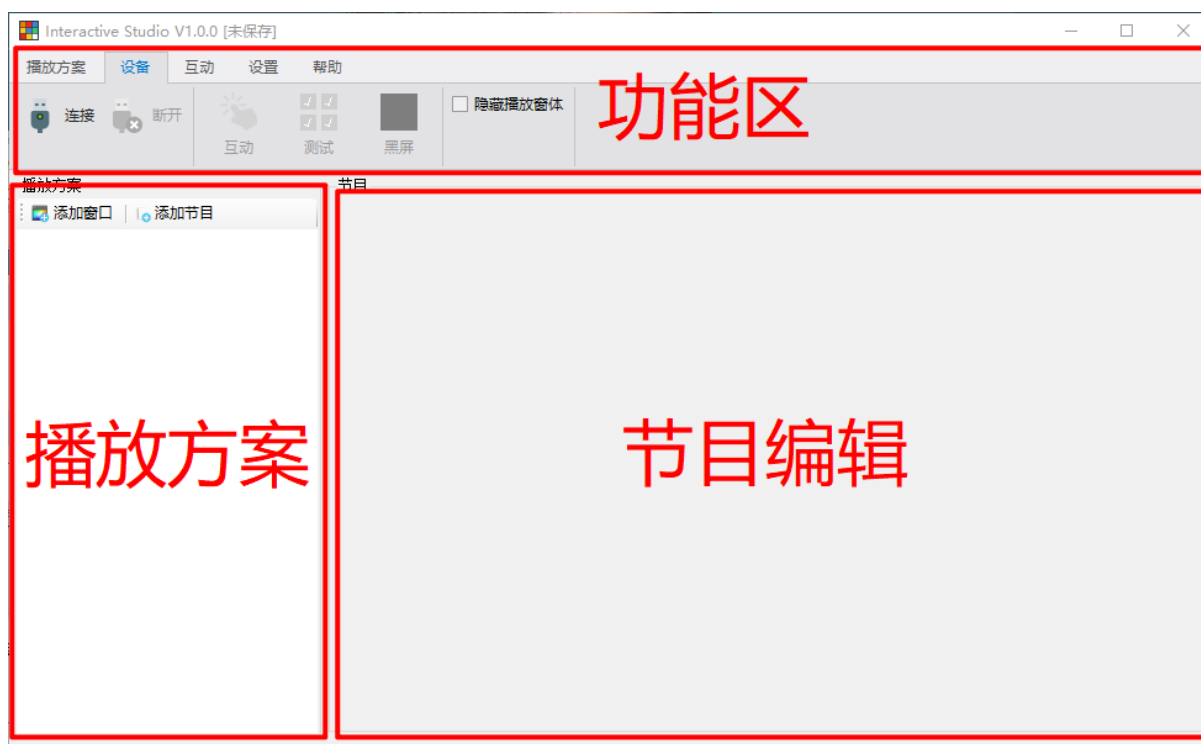 Interactive Studio V1.0.0 [未保存]
播放方案 设备 互动 设置 帮助
连接 断开 互动 测试 黑屏 隐藏播放窗体
功能区
播放方案 节目
添加窗口 添加节目
播放方案
节目编辑